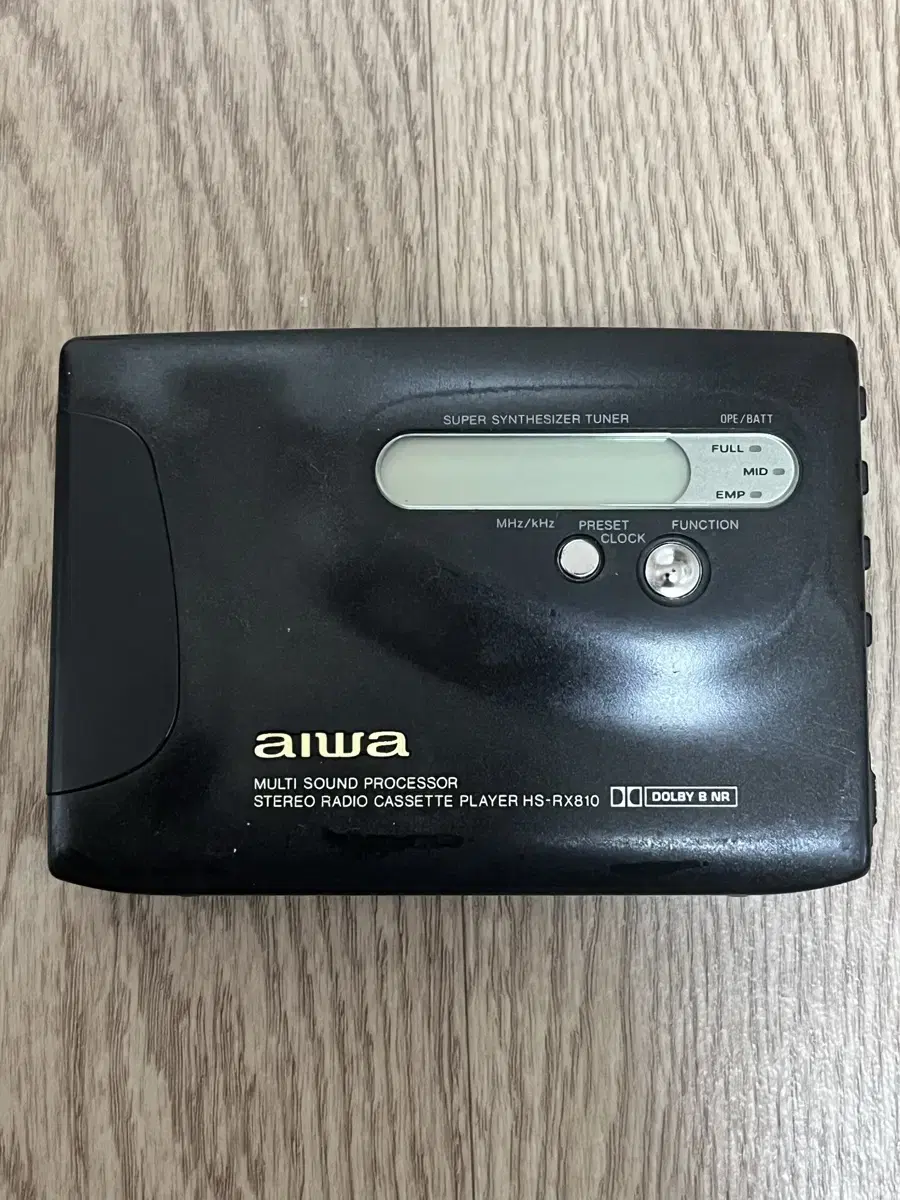 SUPER SYNTHESIZER TUNER OPE/BATT
FULL
MID
EMP
MHz/kHz PRESET FUNCTION
CLOCK
aiwa
MULTI SOUND PROCESSOR
STEREO RADIO CASSETTE PLAYER HS-RX810 DOLBY B NR